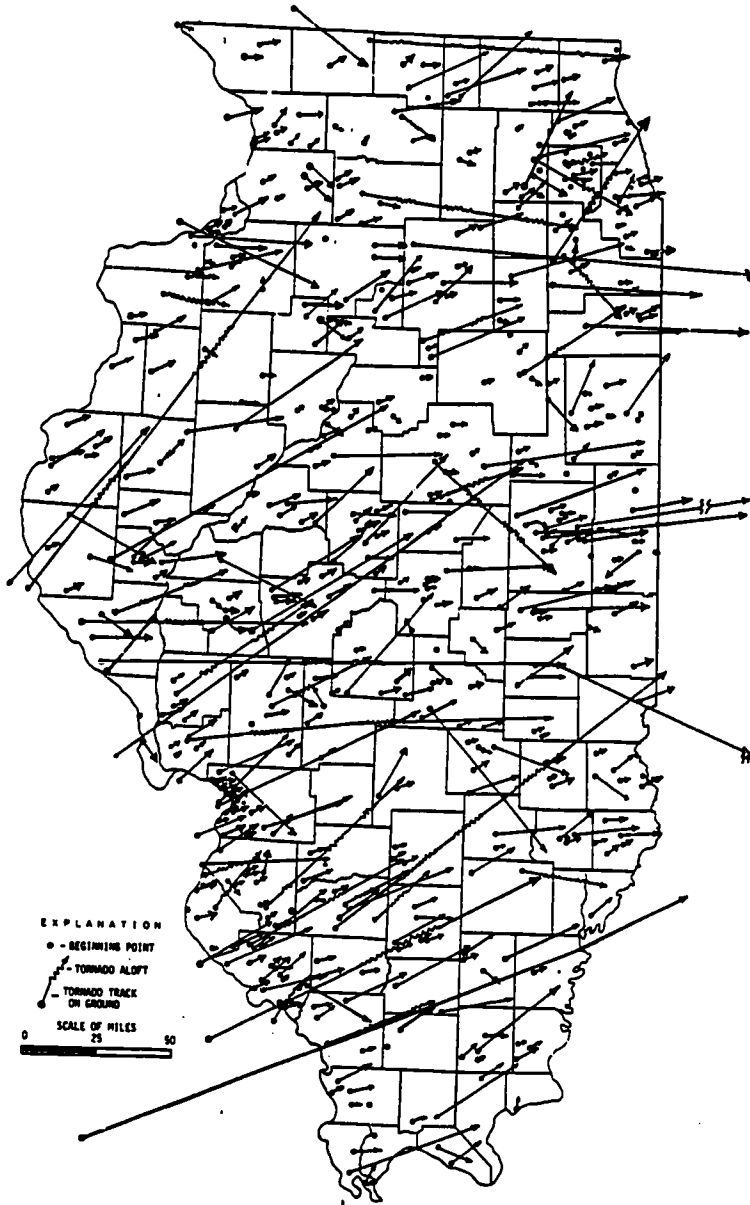 EXPLANATION
- BEGINNING POINT
- TORNADO ALOFT
- TORNADO TRACK
ON GROUND
SCALE OF MILES
0 25 50